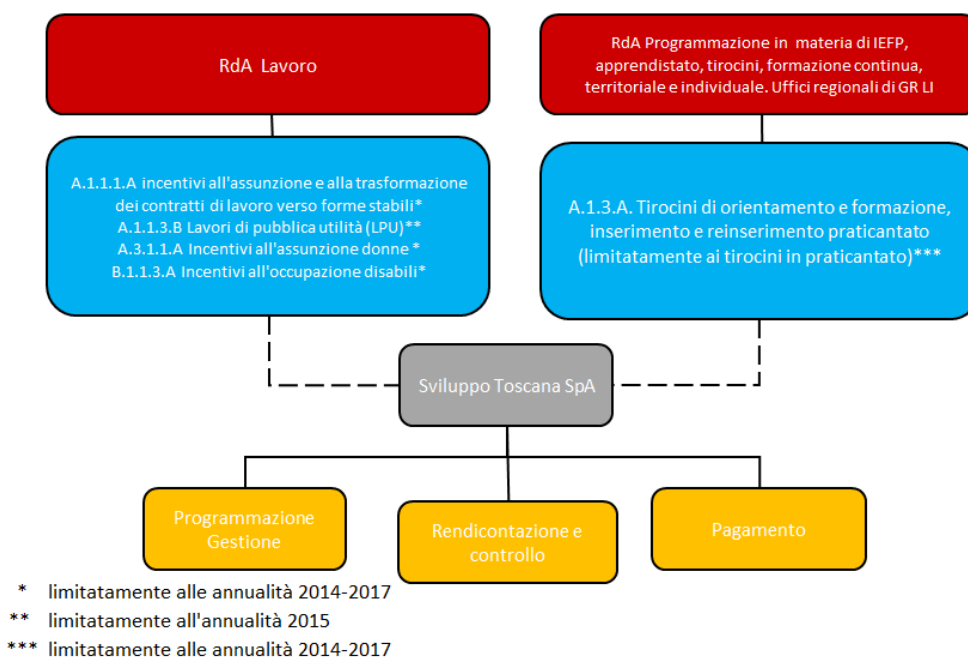 RdA Lavoro
RdA Programmazione in materia di IEFP,
apprendistato, tirocini, formazione continua,
territoriale e individuale. Uffici regionali di GR LI
A.1.1.1.A incentivi all'assunzione e alla trasformazione
dei contratti di lavoro verso forme stabili*
A.1.1.3.B Lavori di pubblica utilità (LPU)**
A.3.1.1.A Incentivi all'assunzione donne *
B.1.1.3.A Incentivi all'occupazione disabili*
A.1.3.A. Tirocini di orientamento e formazione,
inserimento e reinserimento praticantato
(limitatamente ai tirocini in praticantato)***
Sviluppo Toscana SpA
Programmazione
Gestione
Rendicontazione e
controllo
Pagamento
* limitatamente alle annualità 2014-2017
** limitatamente all'annualità 2015
*** limitatamente alle annualità 2014-2017